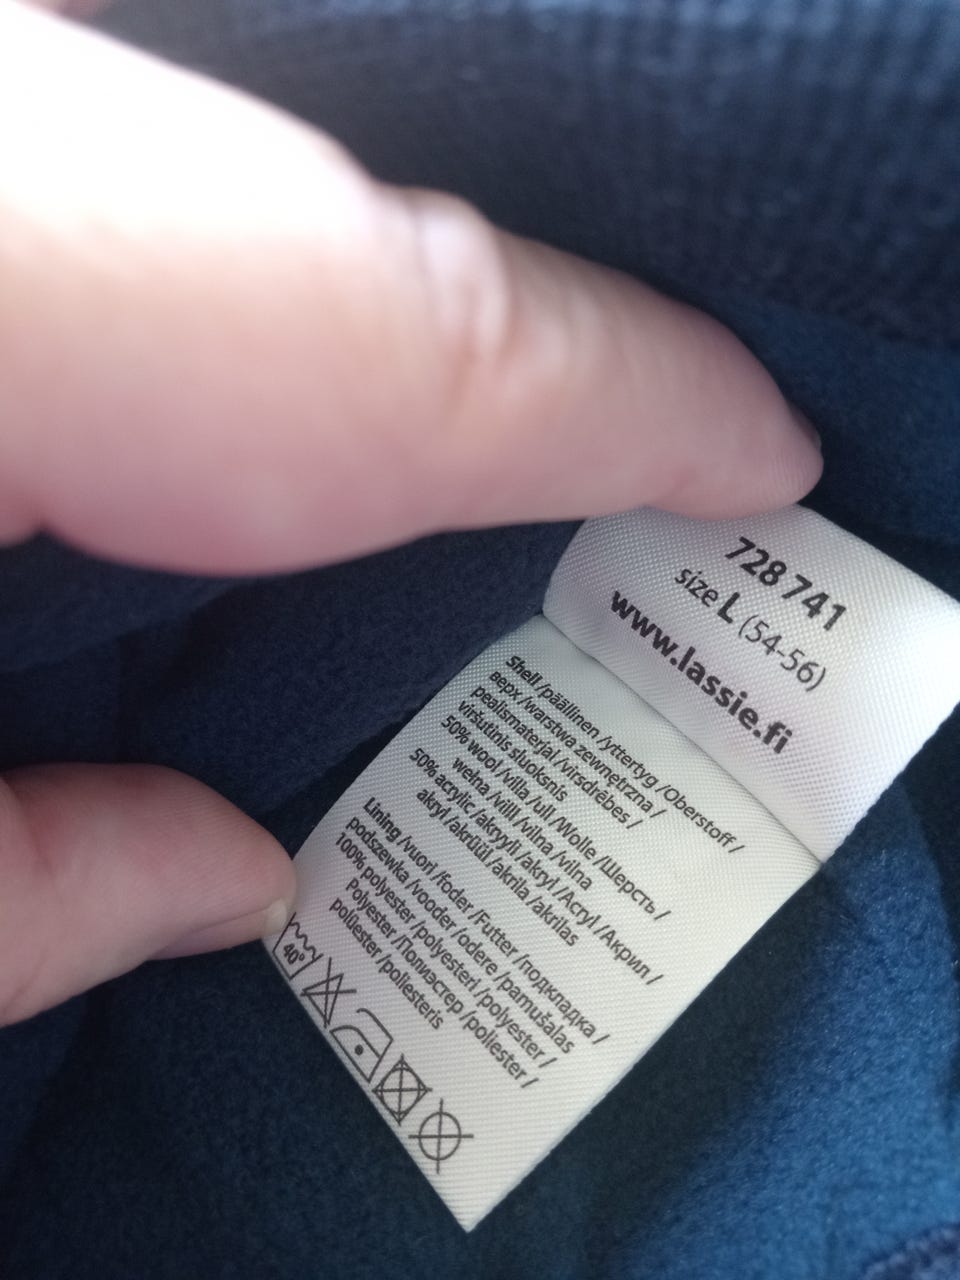 728 741
size L (54-56)
www.lassie.fi
Shell /päällinen /yttertyg /Oberstoff /
верх /warstwa zewnętrzna /
pealismaterjal /virsdrēbes /
viršutinis sluoksnis
50% wool /villa /ull /Wolle /Шерсть /
wełna /villi /vilna /vilna
50% acrylic /akryyli /akryl /Acryl /Акрил /
akryl /akrüül /akrila /akrilas
Lining /vuori /foder /Futter /подкладка /
podszewka /vooder /odere /pamušalas
100% polyester /polyesteri /polyester /
Polyester /Полиэстер /poliester /
polüester /poliesteris
40°